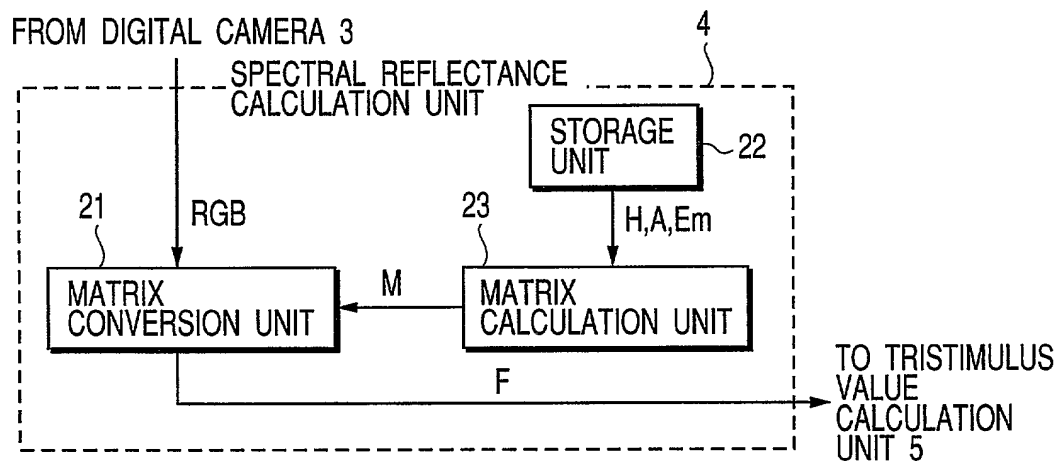 FROM DIGITAL CAMERA 3
4
SPECTRAL REFLECTANCE
CALCULATION UNIT
STORAGE
UNIT
22
21
RGB
23
H,A,Em
MATRIX
CONVERSION UNIT
M
MATRIX
CALCULATION UNIT
F
TO TRISTIMULUS
VALUE
CALCULATION
UNIT 5